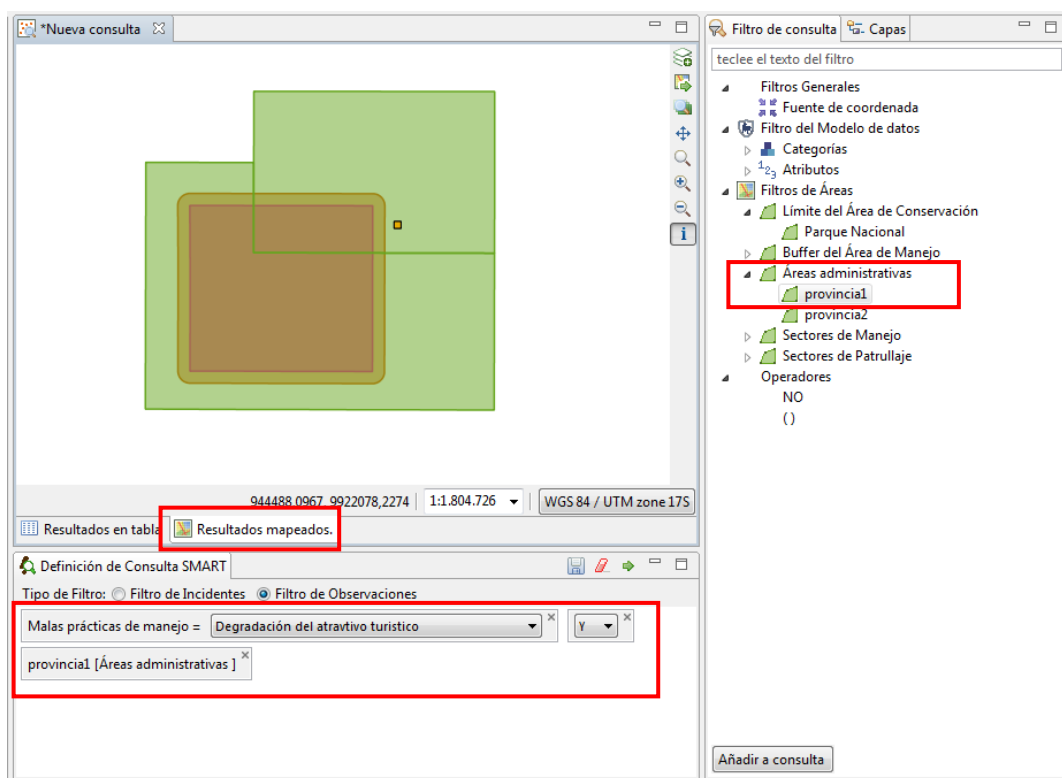 *Nueva consulta
944488,0967, 9922078,2274
1:1.804.726
WGS 84 / UTM zone 17S
Resultados en tabla
Resultados mapeados.
Definición de Consulta SMART
Tipo de Filtro:
Filtro de Incidentes
Filtro de Observaciones
Malas prácticas de manejo =
Degradación del atravtivo turistico
Y
provincia1 [Áreas administrativas ]
Filtro de consulta
Capas
teclee el texto del filtro
Filtros Generales
Fuente de coordenada
Filtro del Modelo de datos
Categorías
Atributos
Filtros de Áreas
Límite del Área de Conservación
Parque Nacional
Buffer del Área de Manejo
Áreas administrativas
provincia1
provincia2
Sectores de Manejo
Sectores de Patrullaje
Operadores
NO
( )
Añadir a consulta